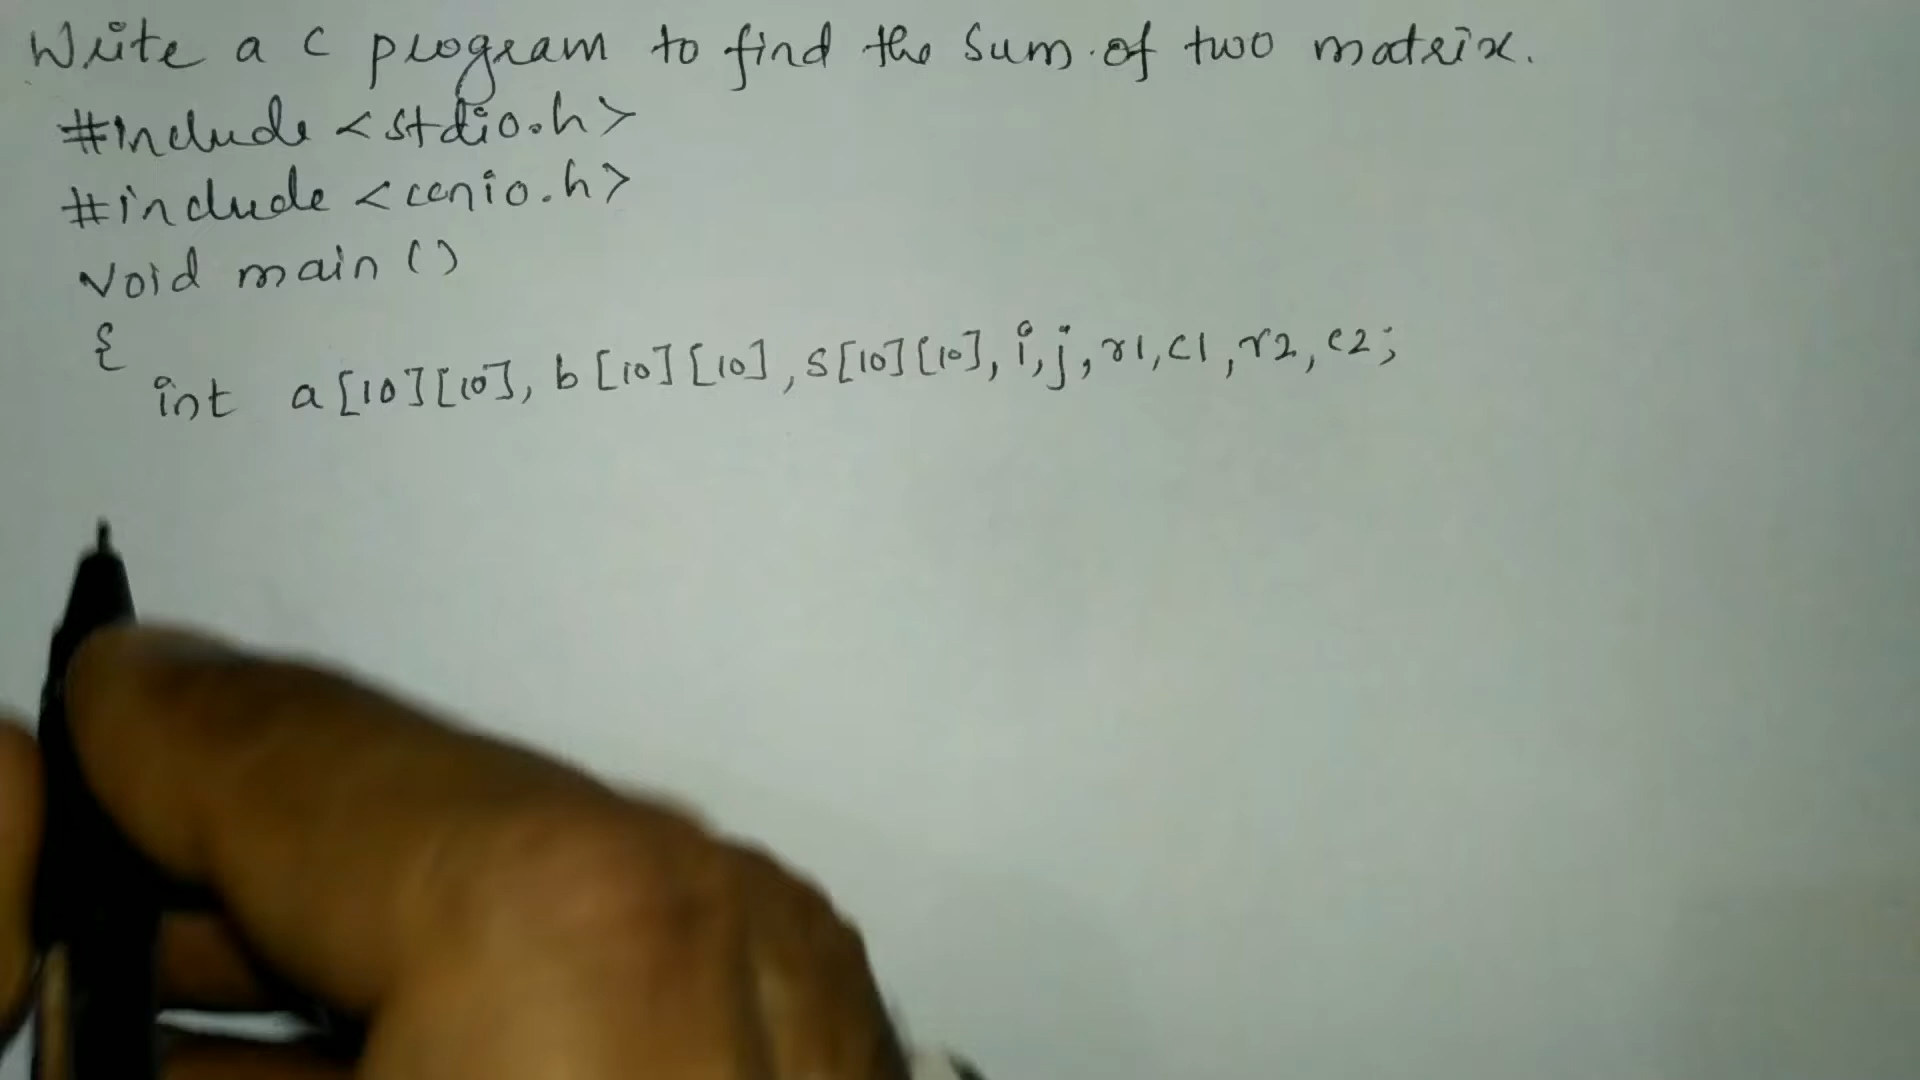 Write a c program to find the sum of two matrix.
#include <stdio.h>
#include <conio.h>
void main ()
{
int a[10][10], b[10][10], s[10][10], i, j, r1, c1, r2, c2;